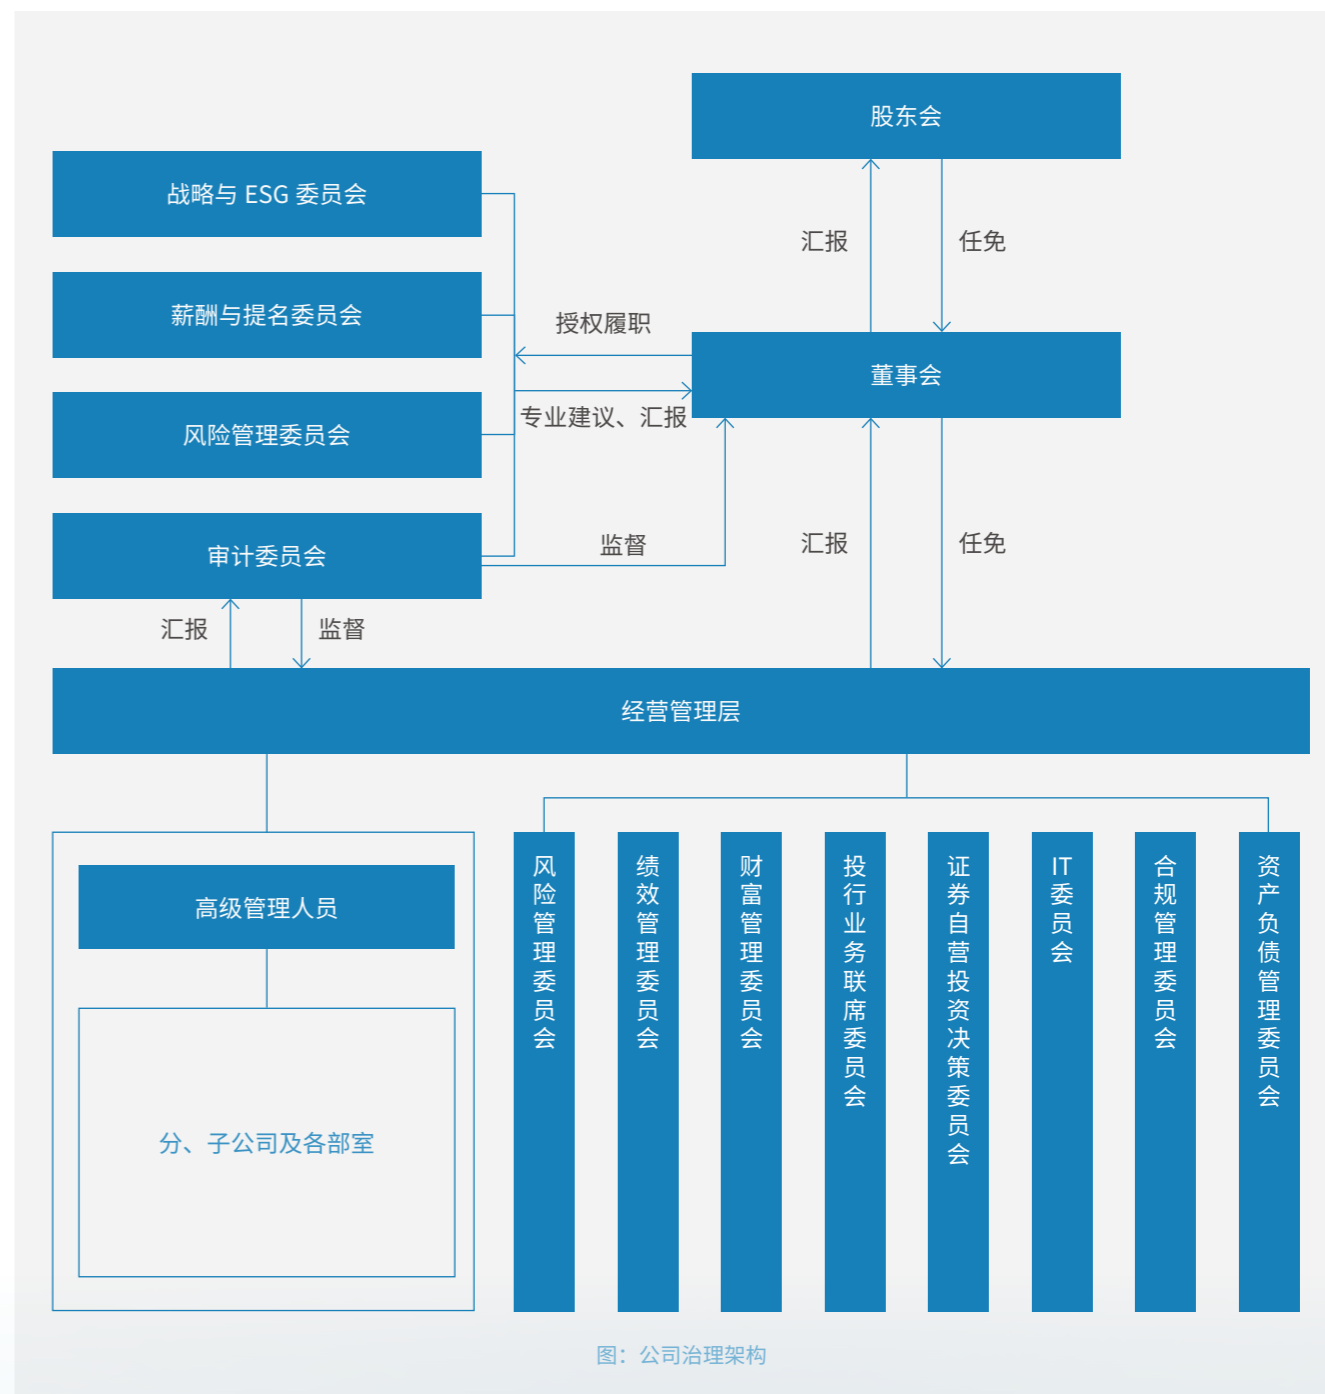 股东会
战略与 ESG 委员会
汇报
任免
薪酬与提名委员会
授权履职
董事会
专业建议、汇报
风险管理委员会
审计委员会
监督
汇报
任免
汇报
监督
经营管理层
高级管理人员
分、子公司及各部室
风险管理委员会
绩效管理委员会
财富管理委员会
投行业务联席委员会
证券自营投资决策委员会
IT委员会
合规管理委员会
资产负债管理委员会
图：公司治理架构